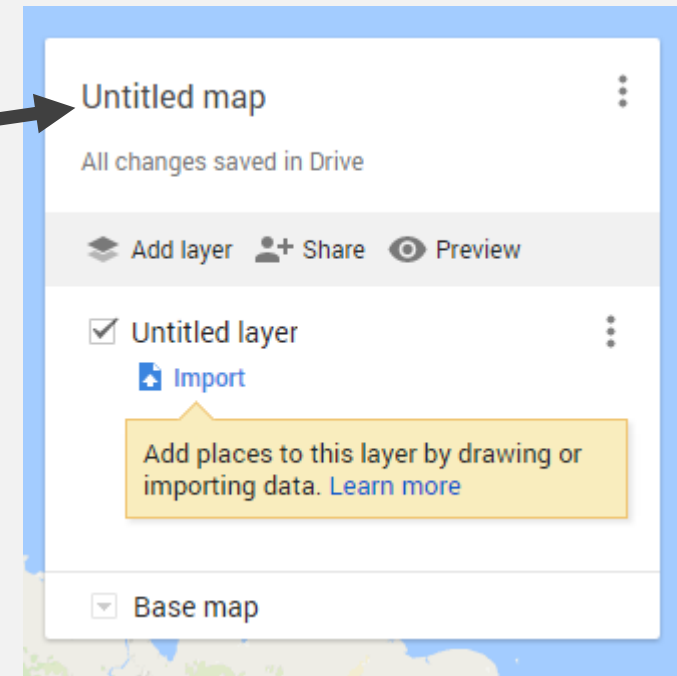 Untitled map
All changes saved in Drive
Add layer Share Preview
Untitled layer
Import
Add places to this layer by drawing or
importing data. Learn more
Base map